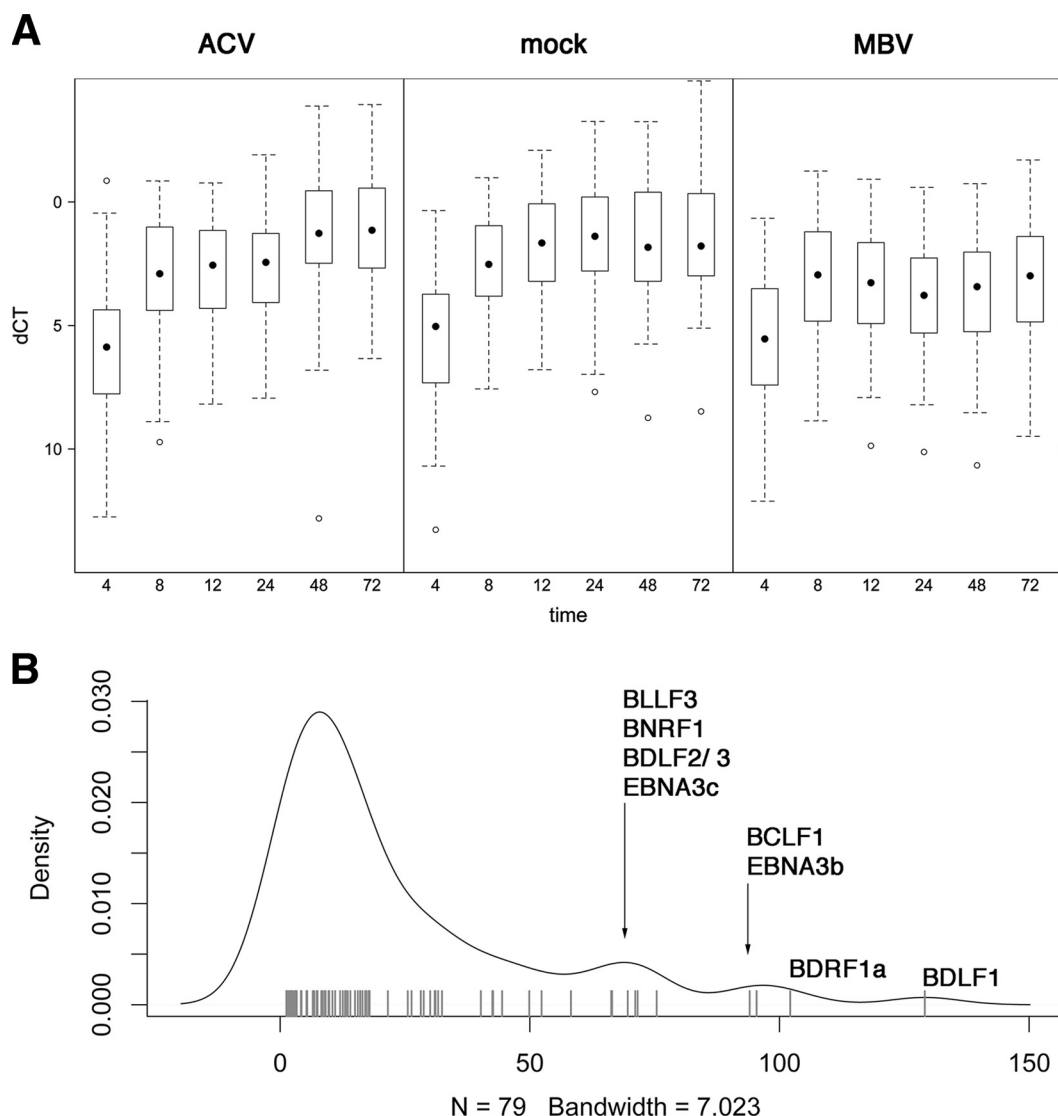 A
ACV mock MBV
dCT
0
5
10
4 8 12 24 48 72 4 8 12 24 48 72 4 8 12 24 48 72
time
B
Density
0.030
0.020
0.010
0.000
BLLF3
BNRF1
BDLF2/ 3
EBNA3c
BCLF1
EBNA3b
BDRF1a
BDLF1
0 50 100 150
N = 79 Bandwidth = 7.023